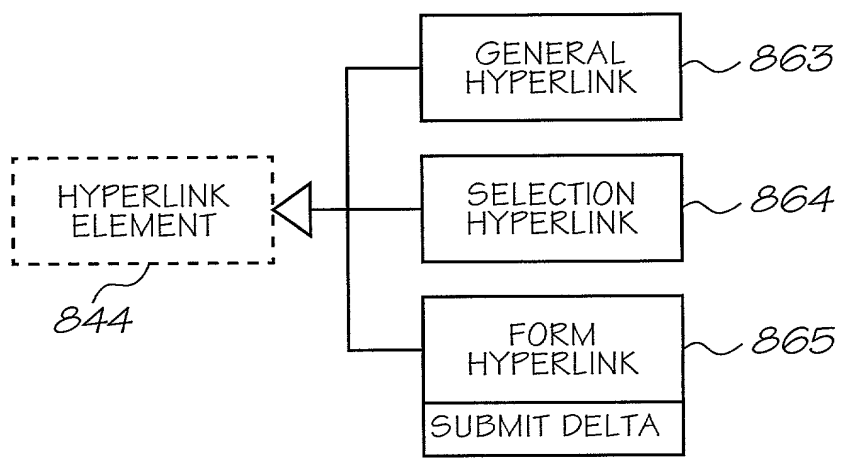 GENERAL
HYPERLINK
863
HYPERLINK
ELEMENT
844
SELECTION
HYPERLINK
864
FORM
HYPERLINK
865
SUBMIT DELTA